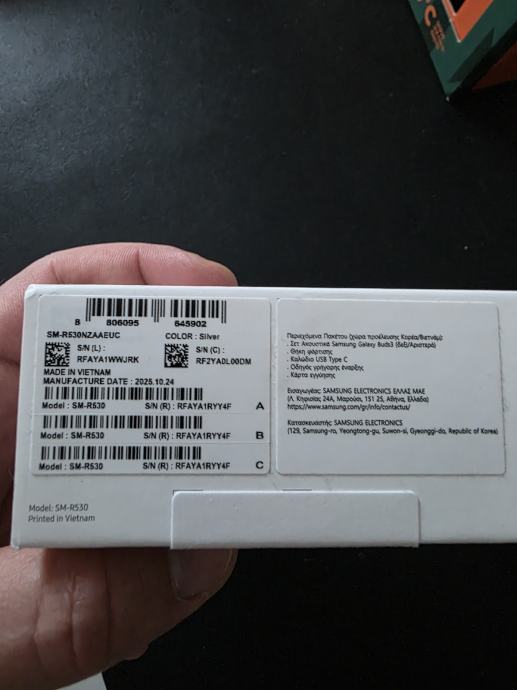 B 806095 645902
SM-R530NZAAEUC COLOR : Silver
S/N (L) : S/N (C) :
RFAYA1WWJRK RF2YA0L00DM
MADE IN VIETNAM
MANUFACTURE DATE : 2025.10.24
Model : SM-R530 S/N (R) : RFAYA1RYY4F A
Model : SM-R530 S/N (R) : RFAYA1RYY4F B
Model : SM-R530 S/N (R) : RFAYA1RYY4F C
Περιεχόμενα Πακέτου (χώρα προέλευσης Κορέα/Βιετνάμ):
. Σετ Ακουστικά Samsung Galaxy Buds3 (δεξί/Αριστερό)
. Θήκη φόρτισης
. Καλώδιο USB Type C
. Οδηγός γρήγορης έναρξης
. Κάρτα εγγύησης
Εισαγωγέας: SAMSUNG ELECTRONICS ΕΛΛΑΣ ΜΑΕ
(Λ. Κηφισίας 24Α, Μαρούσι, 151 25, Αθήνα, Ελλάδα)
https://www.samsung.com/gr/info/contactus/
Κατασκευαστής: SAMSUNG ELECTRONICS
(129, Samsung-ro, Yeongtong-gu, Suwon-si, Gyeonggi-do, Republic of Korea)
Model: SM-R530
Printed in Vietnam